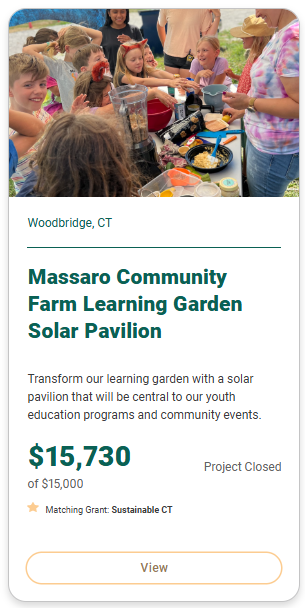 Woodbridge, CT
Massaro Community
Farm Learning Garden
Solar Pavilion
Transform our learning garden with a solar
pavilion that will be central to our youth
education programs and community events.
$15,730
Project Closed
of $15,000
Matching Grant: Sustainable CT
View